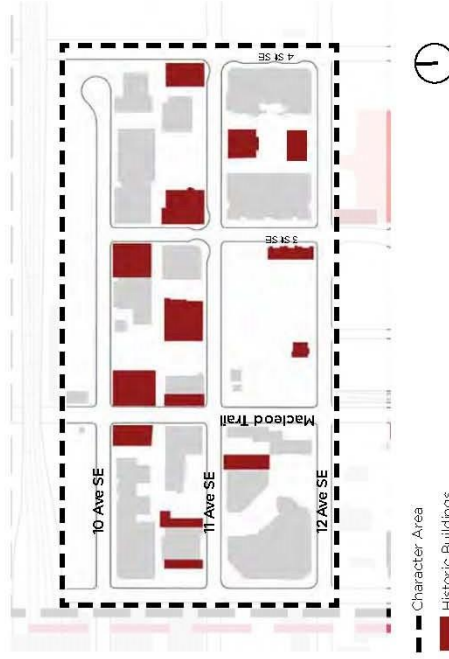 4 St SE
3 St SE
Macleod Trail
10 Ave SE
11 Ave SE
12 Ave SE
Character Area
Historic Buildings